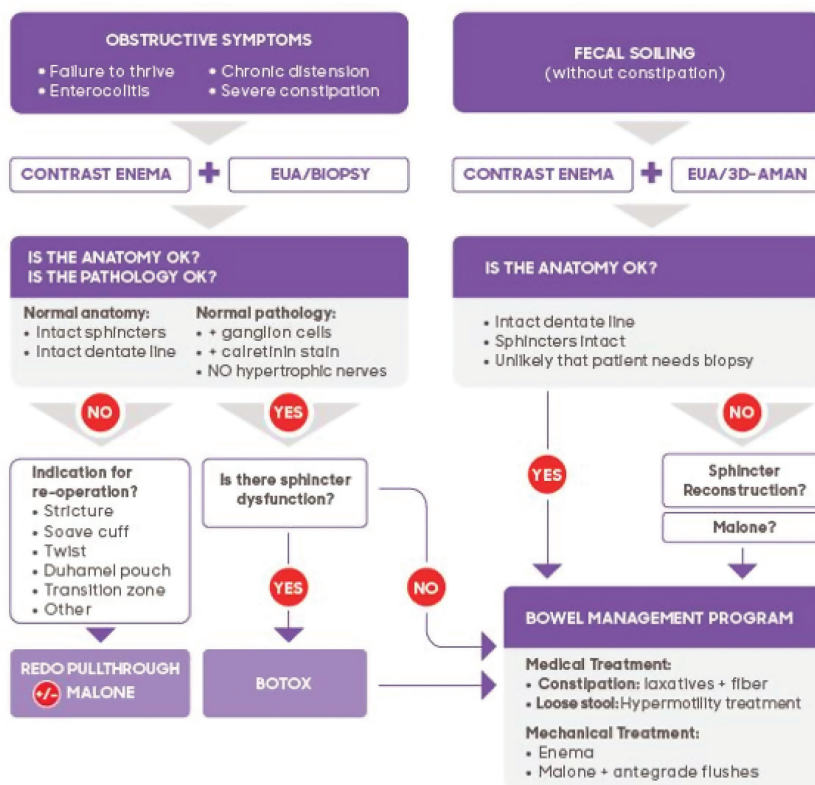 OBSTRUCTIVE SYMPTOMS
• Failure to thrive • Chronic distension
• Enterocolitis • Severe constipation
FECAL SOILING
(without constipation)
CONTRAST ENEMA + EUA/BIOPSY
CONTRAST ENEMA + EUA/3D-AMAN
IS THE ANATOMY OK?
IS THE PATHOLOGY OK?
Normal anatomy:
• Intact sphincters
• Intact dentate line
Normal pathology:
• + ganglion cells
• + calretinin stain
• NO hypertrophic nerves
IS THE ANATOMY OK?
• Intact dentate line
• Sphincters intact
• Unlikely that patient needs biopsy
NO
YES
YES
NO
Indication for
re-operation?
• Stricture
• Soave cuff
• Twist
• Duhamel pouch
• Transition zone
• Other
Is there sphincter
dysfunction?
YES
NO
Sphincter
Reconstruction?
Malone?
REDO PULLTHROUGH
+/- MALONE
BOTOX
BOWEL MANAGEMENT PROGRAM
Medical Treatment:
• Constipation: laxatives + fiber
• Loose stool: Hypermotility treatment
Mechanical Treatment:
• Enema
• Malone + antegrade flushes